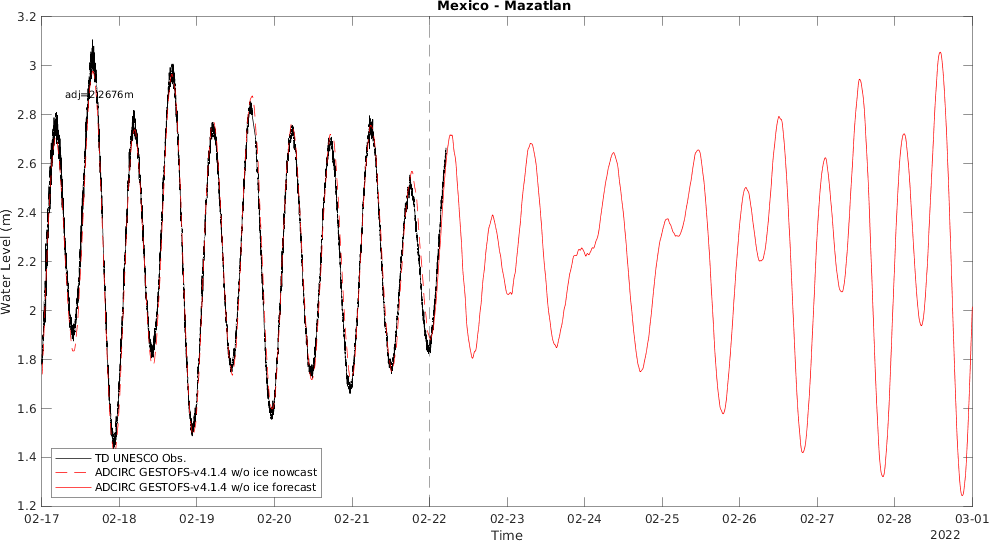 Mexico - Mazatlan
3.2
3
2.8
2.6
2.4
2.2
2
1.8
1.6
1.4
1.2
Water Level (m)
adj=2.2676m
TD UNESCO Obs.
ADCIRC GESTOFS-v4.1.4 w/o ice nowcast
ADCIRC GESTOFS-v4.1.4 w/o ice forecast
02-17 02-18 02-19 02-20 02-21 02-22 02-23 02-24 02-25 02-26 02-27 02-28 03-01
Time
2022